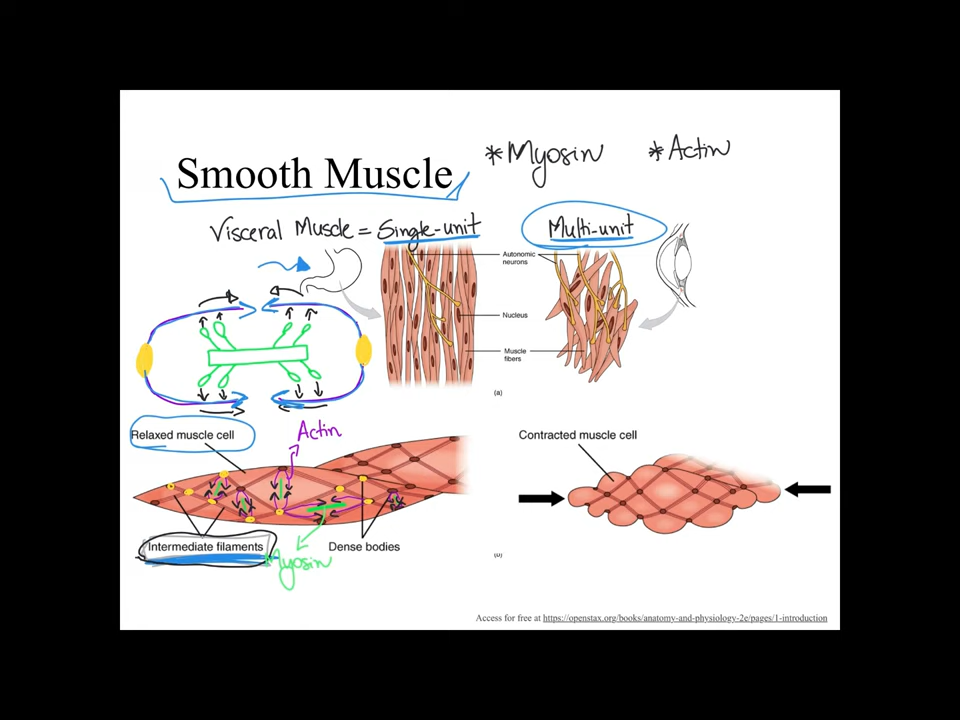 *Myosin *Actin
Smooth Muscle
Visceral Muscle = Single-unit Multi-unit
Autonomic
neurons
Nucleus
Muscle
fibers
(a)
Relaxed muscle cell
Actin
Contracted muscle cell
Intermediate filaments
Dense bodies
Myosin
(b)
Access for free at https://openstax.org/books/anatomy-and-physiology-2e/pages/1-introduction